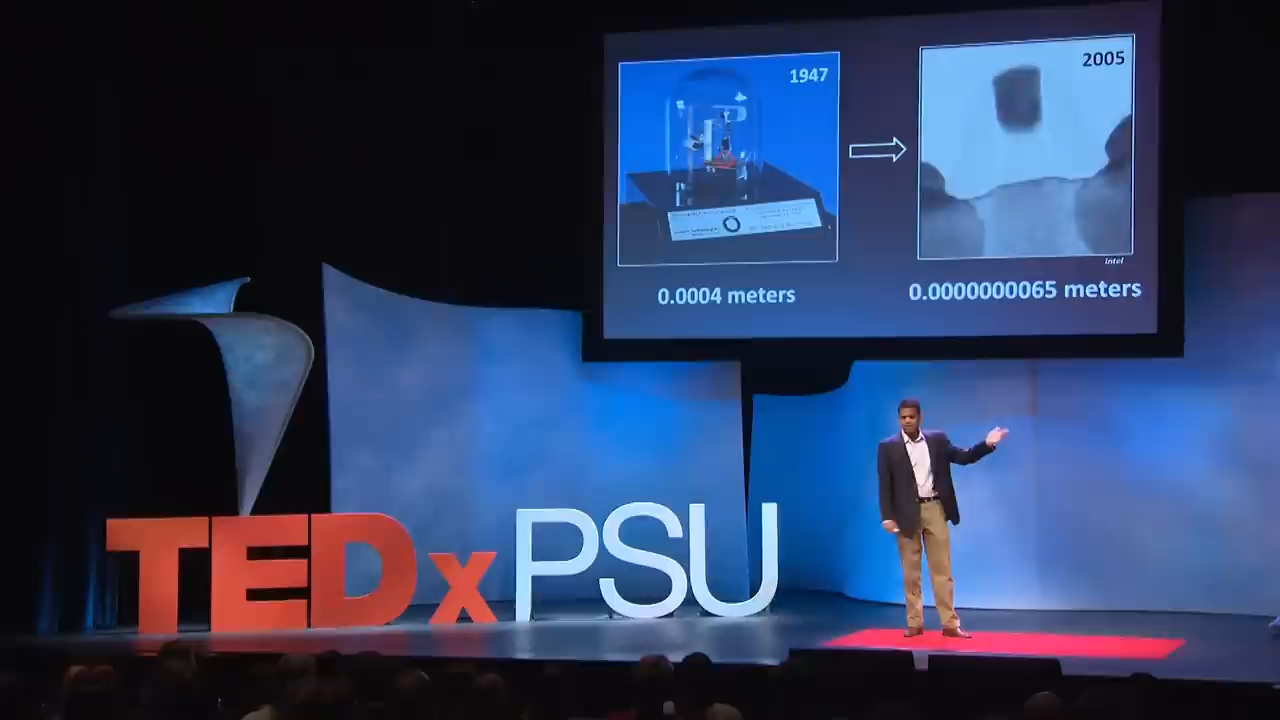 1947
2005
Intel
0.0004 meters
0.0000000065 meters
TEDxPSU